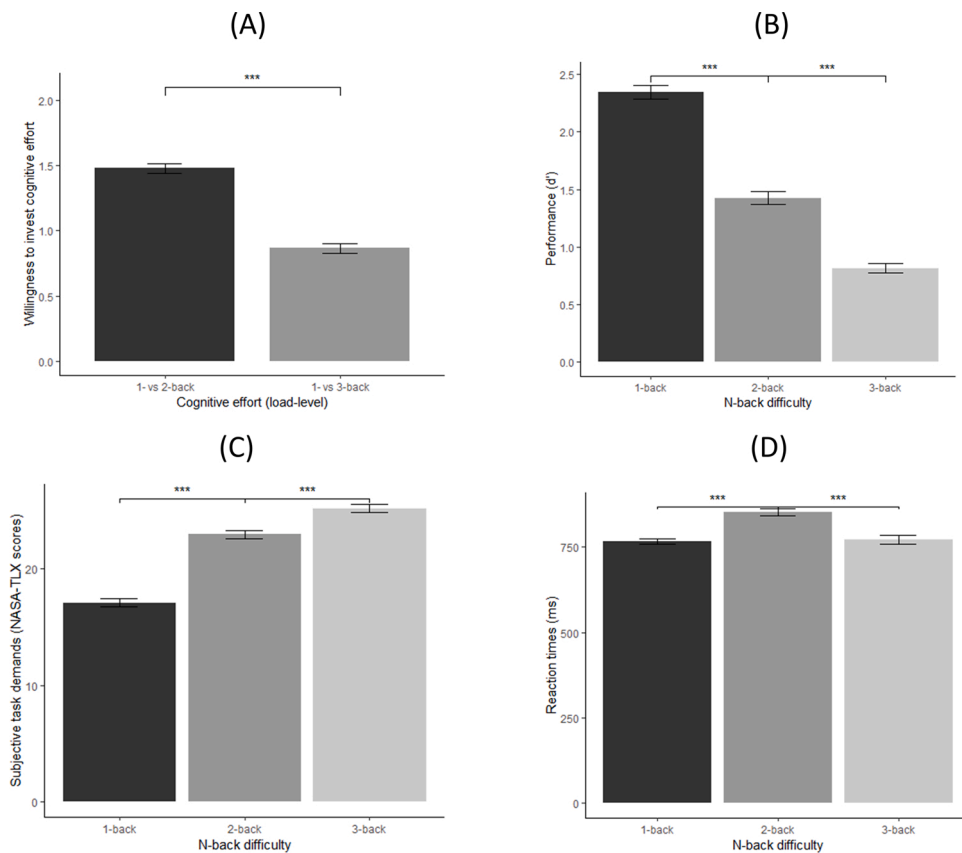 (A)
***
Willingness to invest cognitive effort
2.0
1.5
1.0
0.5
0.0
1- vs 2-back
1- vs 3-back
Cognitive effort (load-level)
(B)
***
***
Performance (d')
2.5
2.0
1.5
1.0
0.5
0.0
1-back
2-back
3-back
N-back difficulty
(C)
***
***
Subjective task demands (NASA-TLX scores)
20
10
0
1-back
2-back
3-back
N-back difficulty
(D)
***
***
Reaction times (ms)
750
500
250
0
1-back
2-back
3-back
N-back difficulty